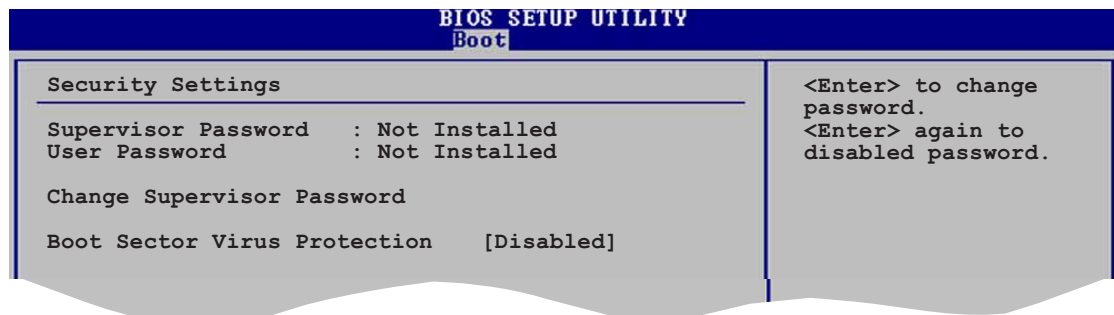 BIOS SETUP UTILITY
Boot
Security Settings
Supervisor Password : Not Installed
User Password : Not Installed
Change Supervisor Password
Boot Sector Virus Protection [Disabled]
<Enter> to change
password.
<Enter> again to
disabled password.